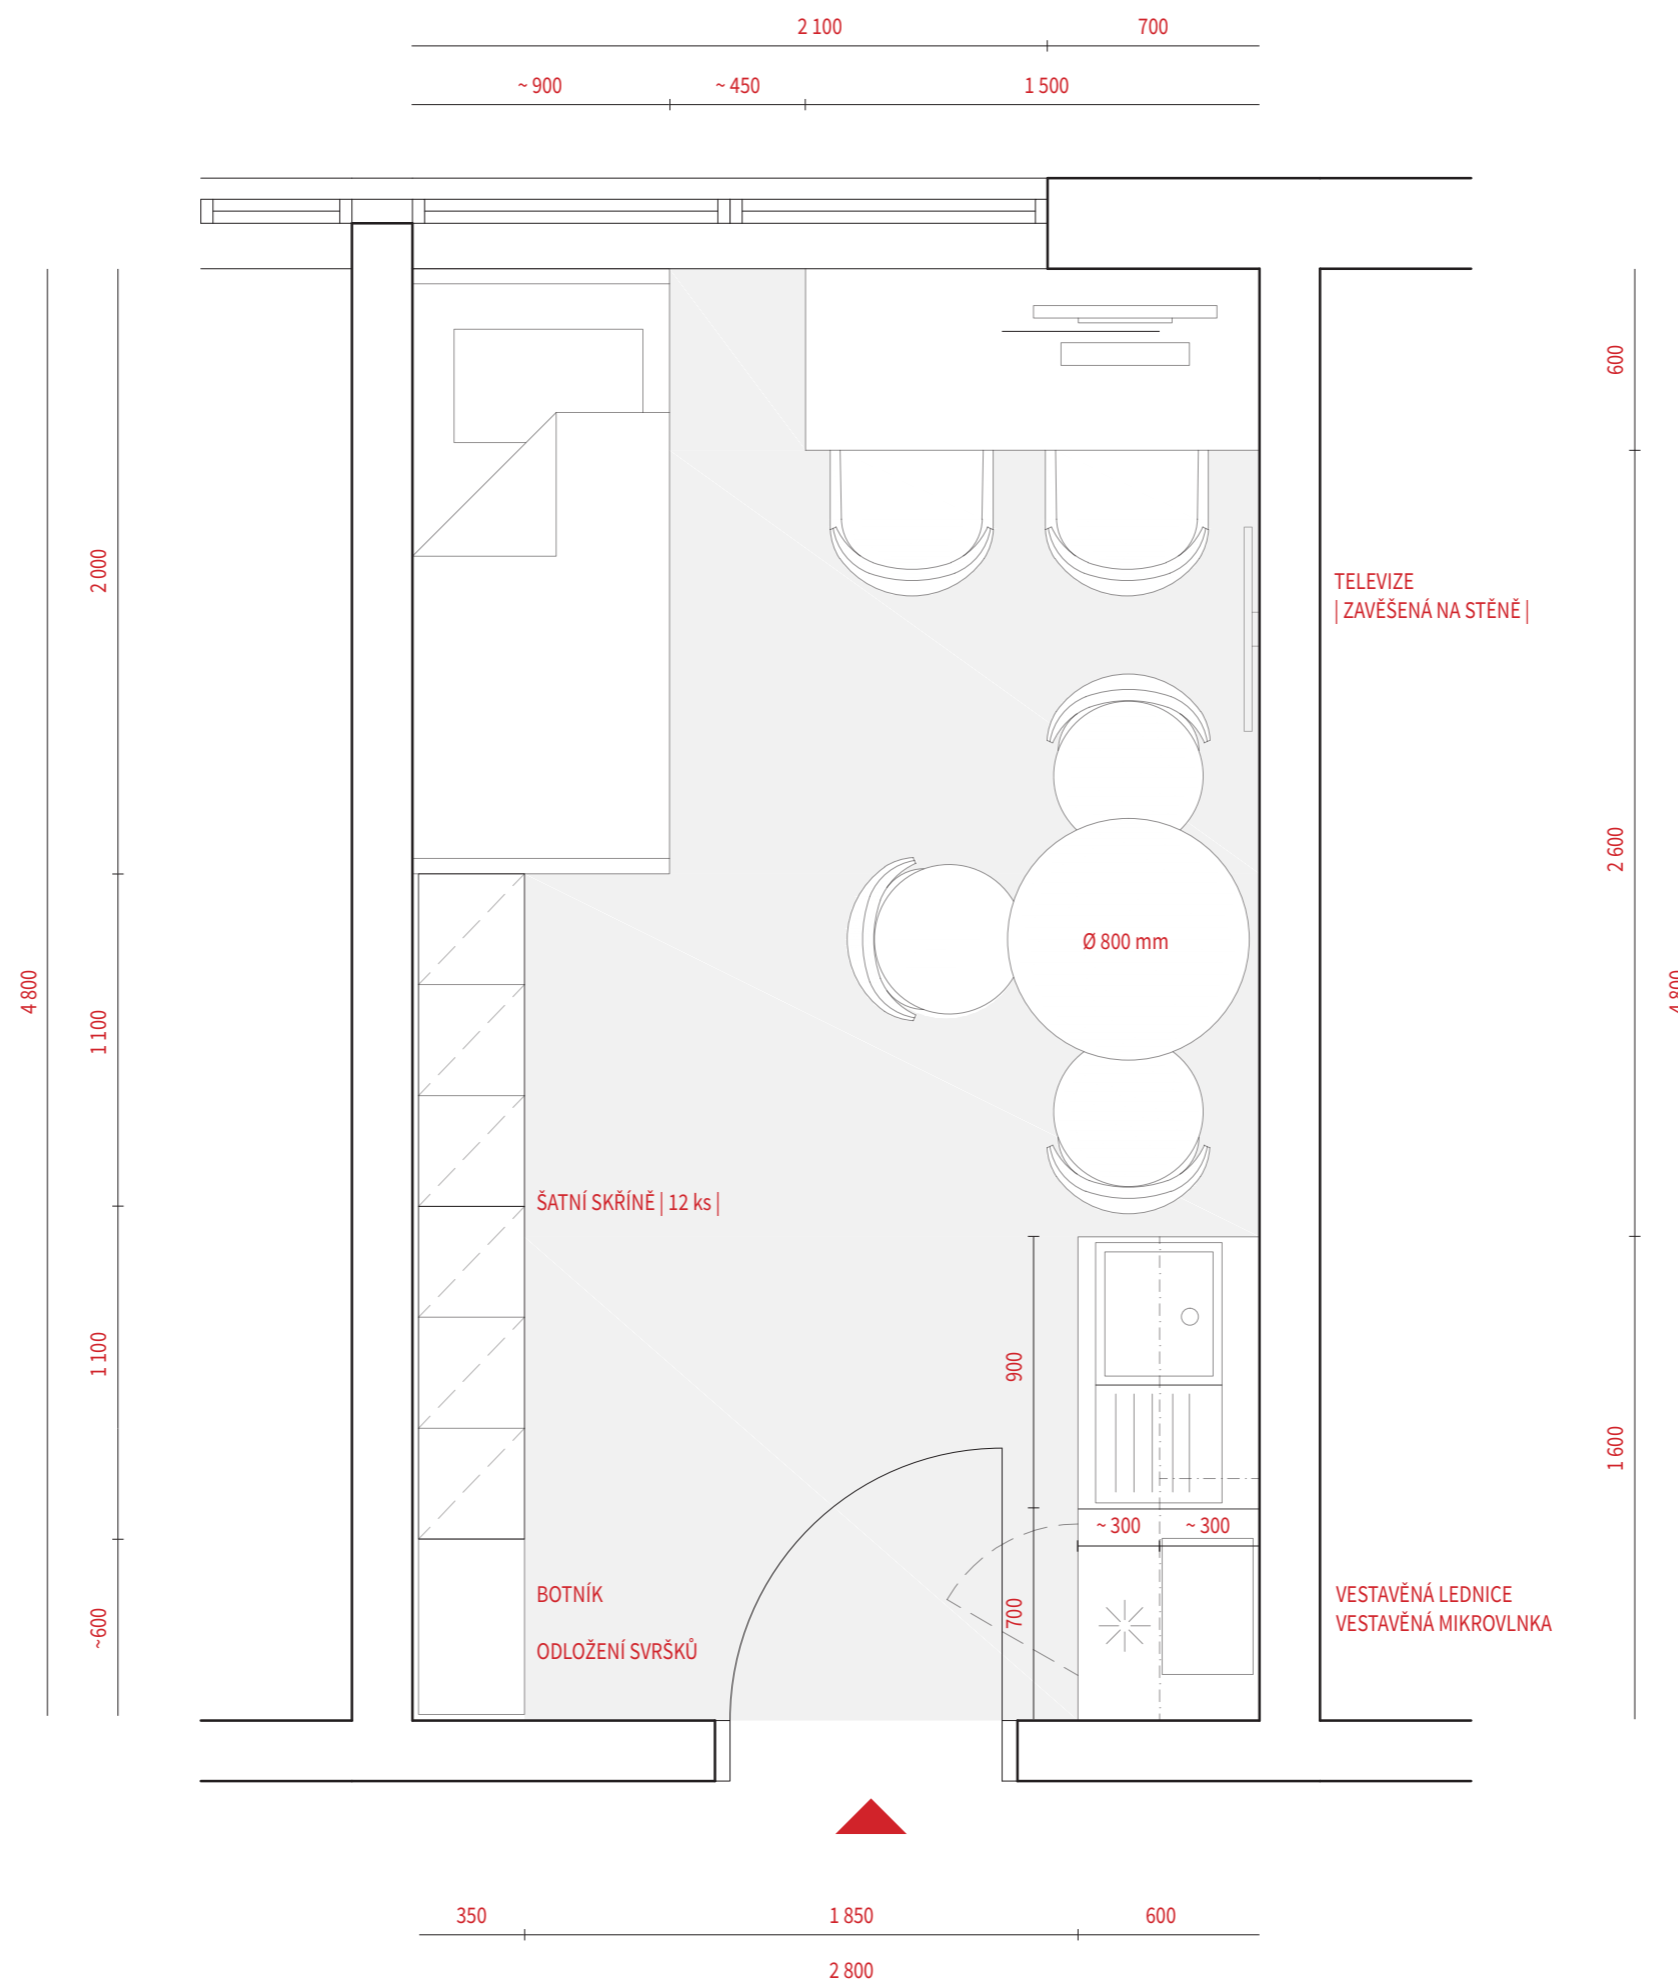 2 100
700
~ 900
~ 450
1 500
600
2 000
TELEVIZE
| ZAVĚŠENÁ NA STĚNĚ |
2 600
Ø 800 mm
4 800
4 800
1 100
ŠATNÍ SKŘÍNĚ | 12 ks |
1 100
900
1 600
~ 300
~ 300
BOTNÍK
ODLOŽENÍ SVRŠKŮ
~600
700
VESTAVĚNÁ LEDNICE
VESTAVĚNÁ MIKROVLNKA
350
1 850
600
2 800